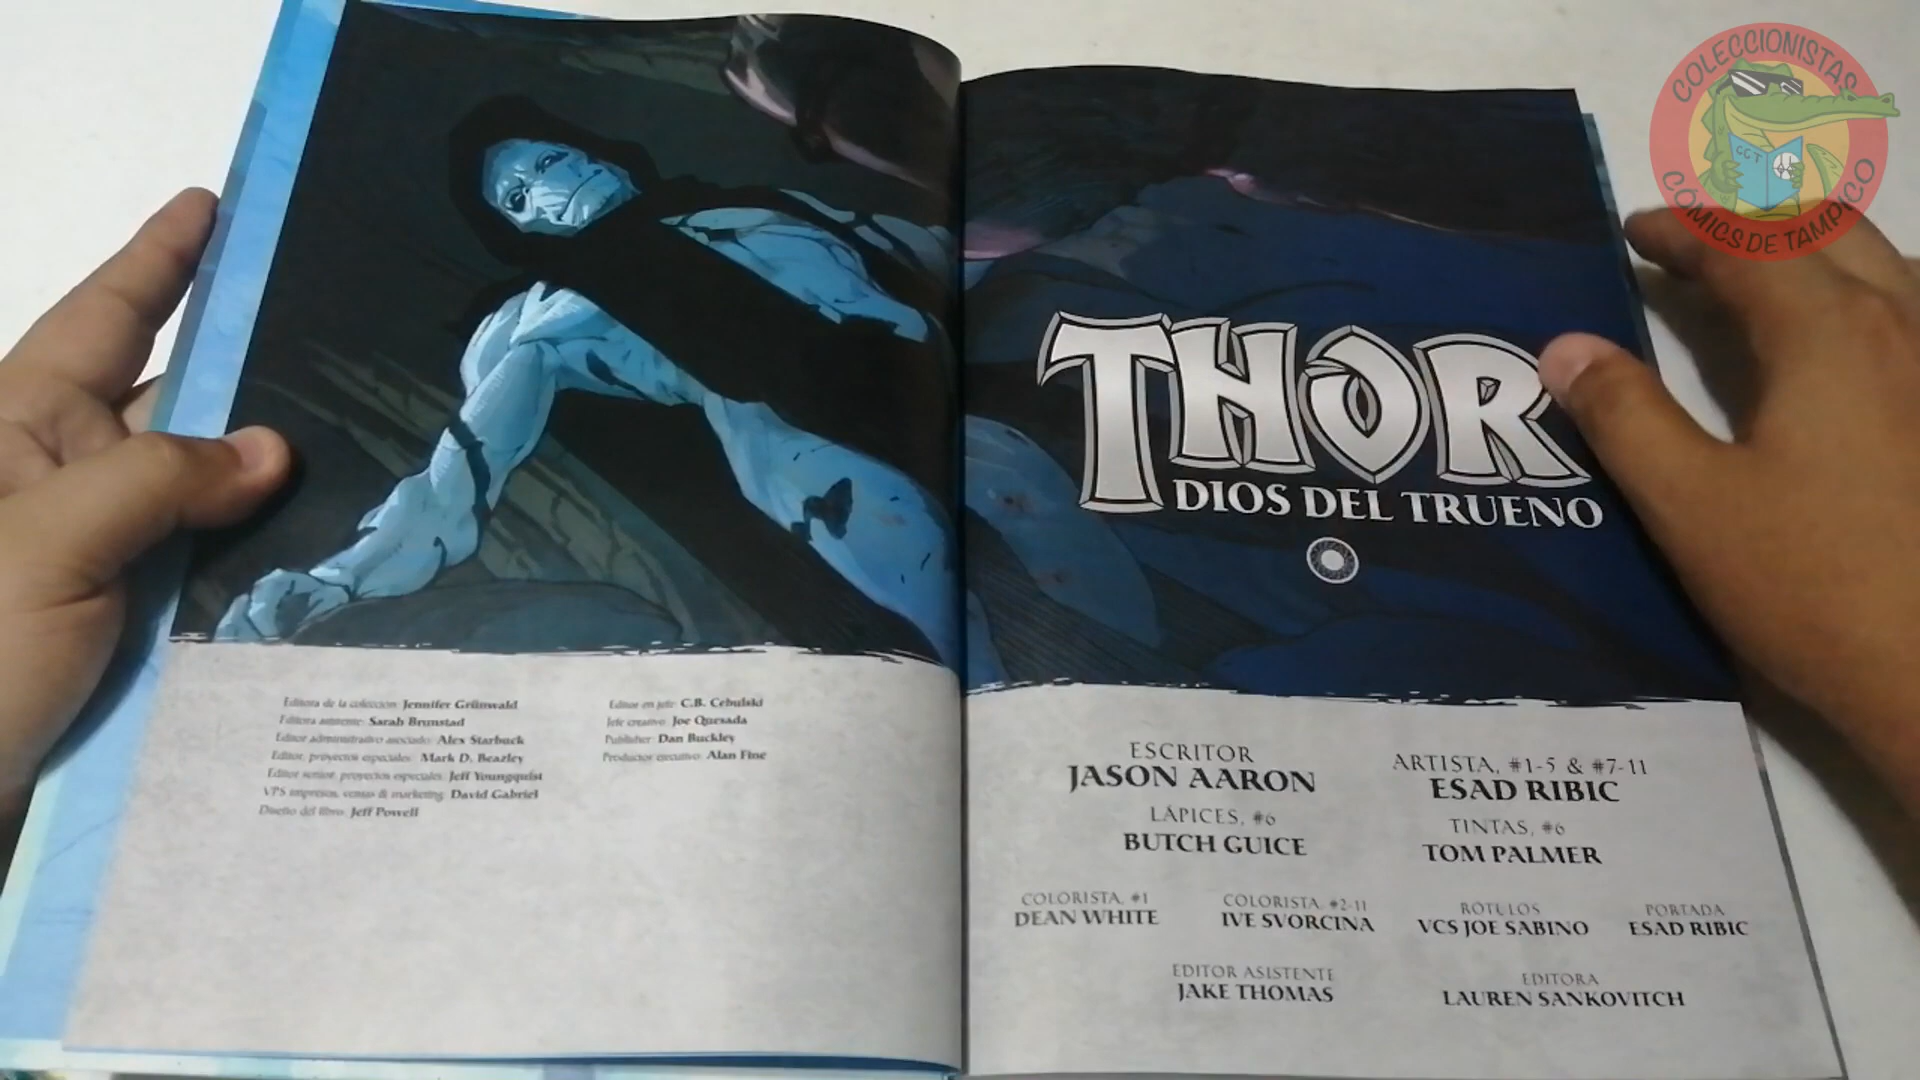 Editora de la colección: Jennifer Grünwald
Editora asistente: Sarah Brunstad
Editor administrativo asociado: Alex Starbuck
Editor, proyectos especiales: Mark D. Beazley
Editor senior, proyectos especiales: Jeff Youngquist
VPS impresos, ventas & marketing: David Gabriel
Diseño del libro: Jeff Powell
Editor en jefe: C.B. Cebulski
Jefe creativo: Joe Quesada
Publisher: Dan Buckley
Productor ejecutivo: Alan Fine
THOR
DIOS DEL TRUENO
ESCRITOR
JASON AARON
ARTISTA, #1-5 & #7-11
ESAD RIBIC
LÁPICES, #6
BUTCH GUICE
TINTAS, #6
TOM PALMER
COLORISTA, #1
DEAN WHITE
COLORISTA, #2-11
IVE SVORCINA
RÓTULOS
VCS JOE SABINO
PORTADA
ESAD RIBIC
EDITOR ASISTENTE
JAKE THOMAS
EDITORA
LAUREN SANKOVITCH
COLECCIONISTAS
CÓMICS DE TAMPICO
CCT